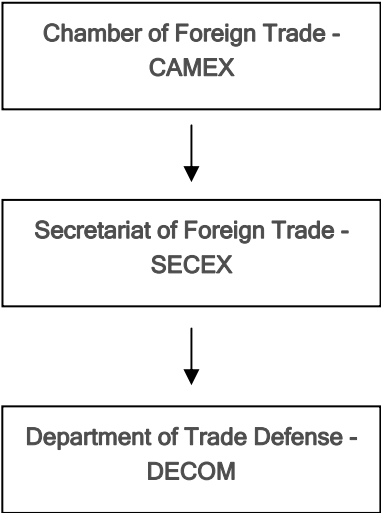 Chamber of Foreign Trade -
CAMEX
Secretariat of Foreign Trade -
SECEX
Department of Trade Defense -
DECOM